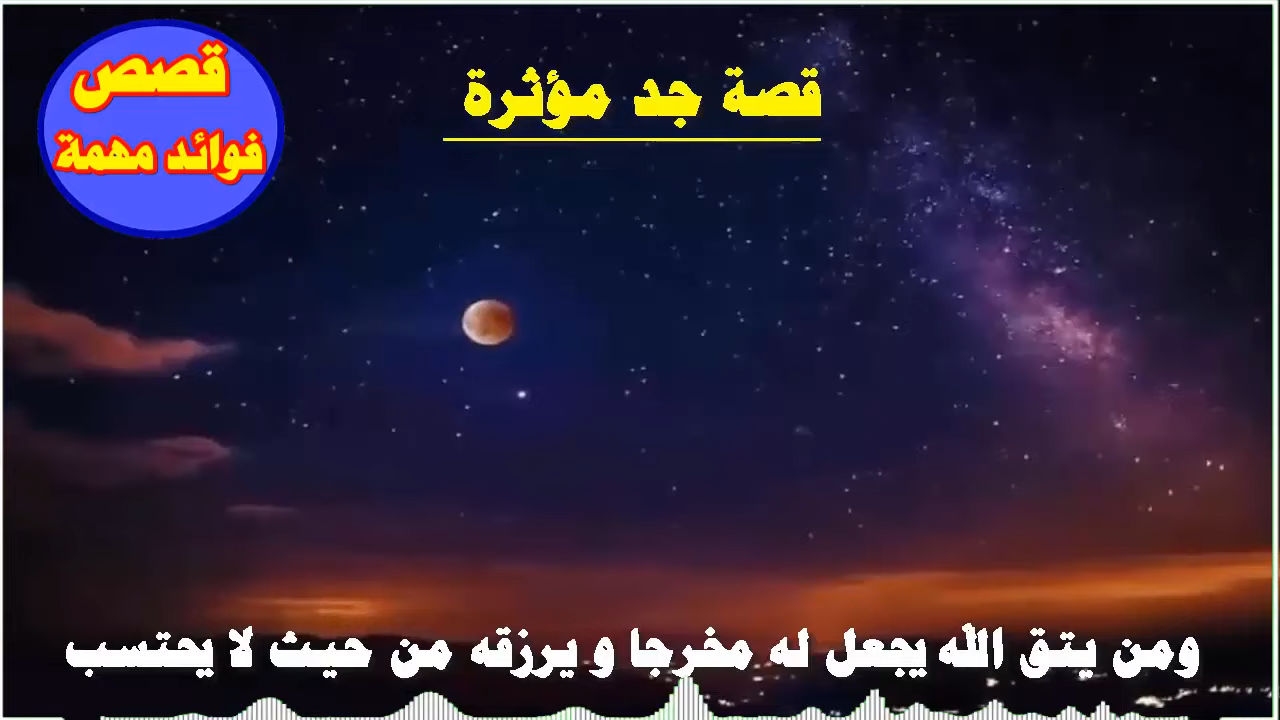 قصص
فوائد مهمة
قصة جد مؤثرة
ومن يتق الله يجعل له مخرجا و يرزقه من حيث لا يحتسب